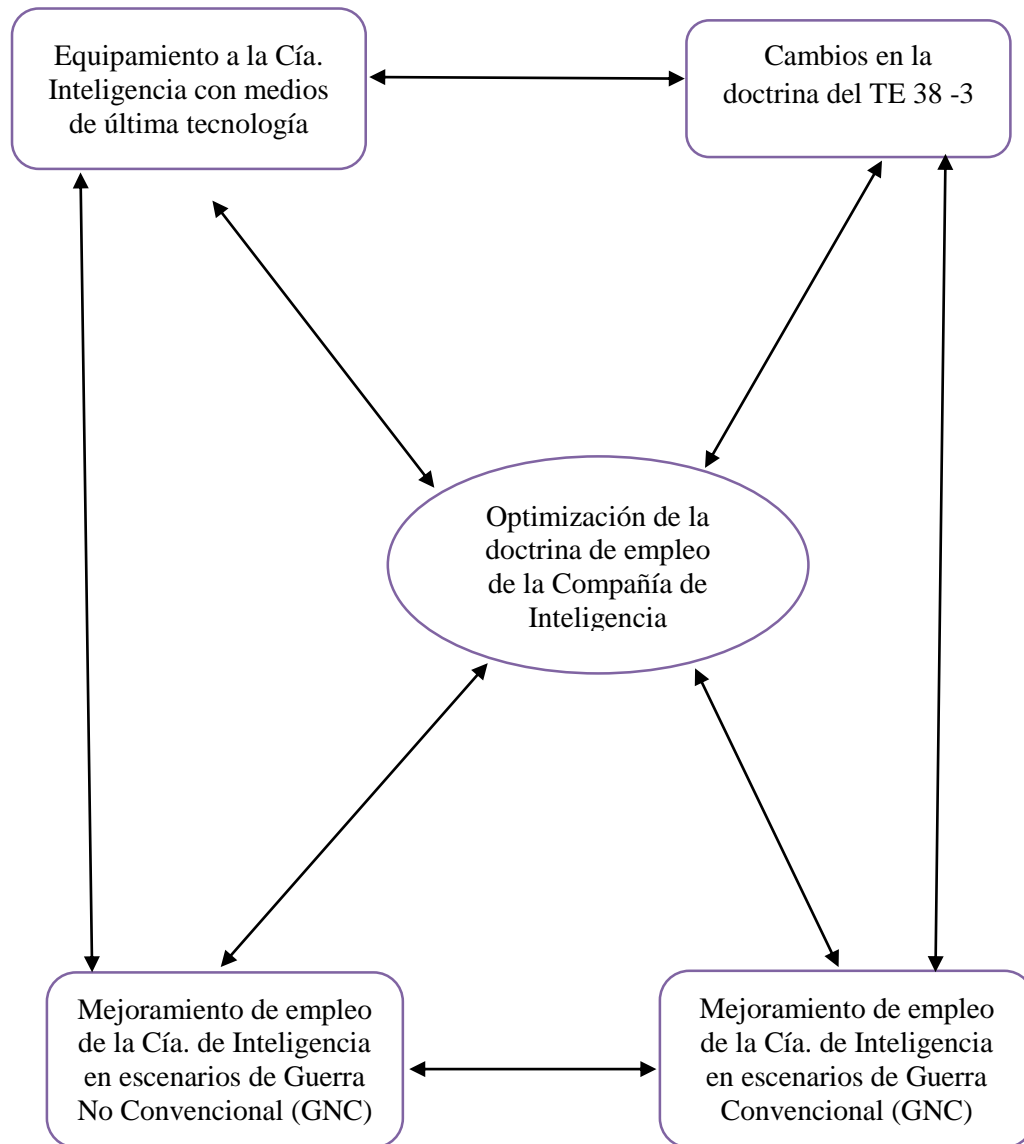 Equipamiento a la Cía.
Inteligencia con medios
de última tecnología
Cambios en la
doctrina del TE 38 -3
Optimización de la
doctrina de empleo
de la Compañía de
Inteligencia
Mejoramiento de empleo
de la Cía. de Inteligencia
en escenarios de Guerra
No Convencional (GNC)
Mejoramiento de empleo
de la Cía. de Inteligencia
en escenarios de Guerra
Convencional (GNC)